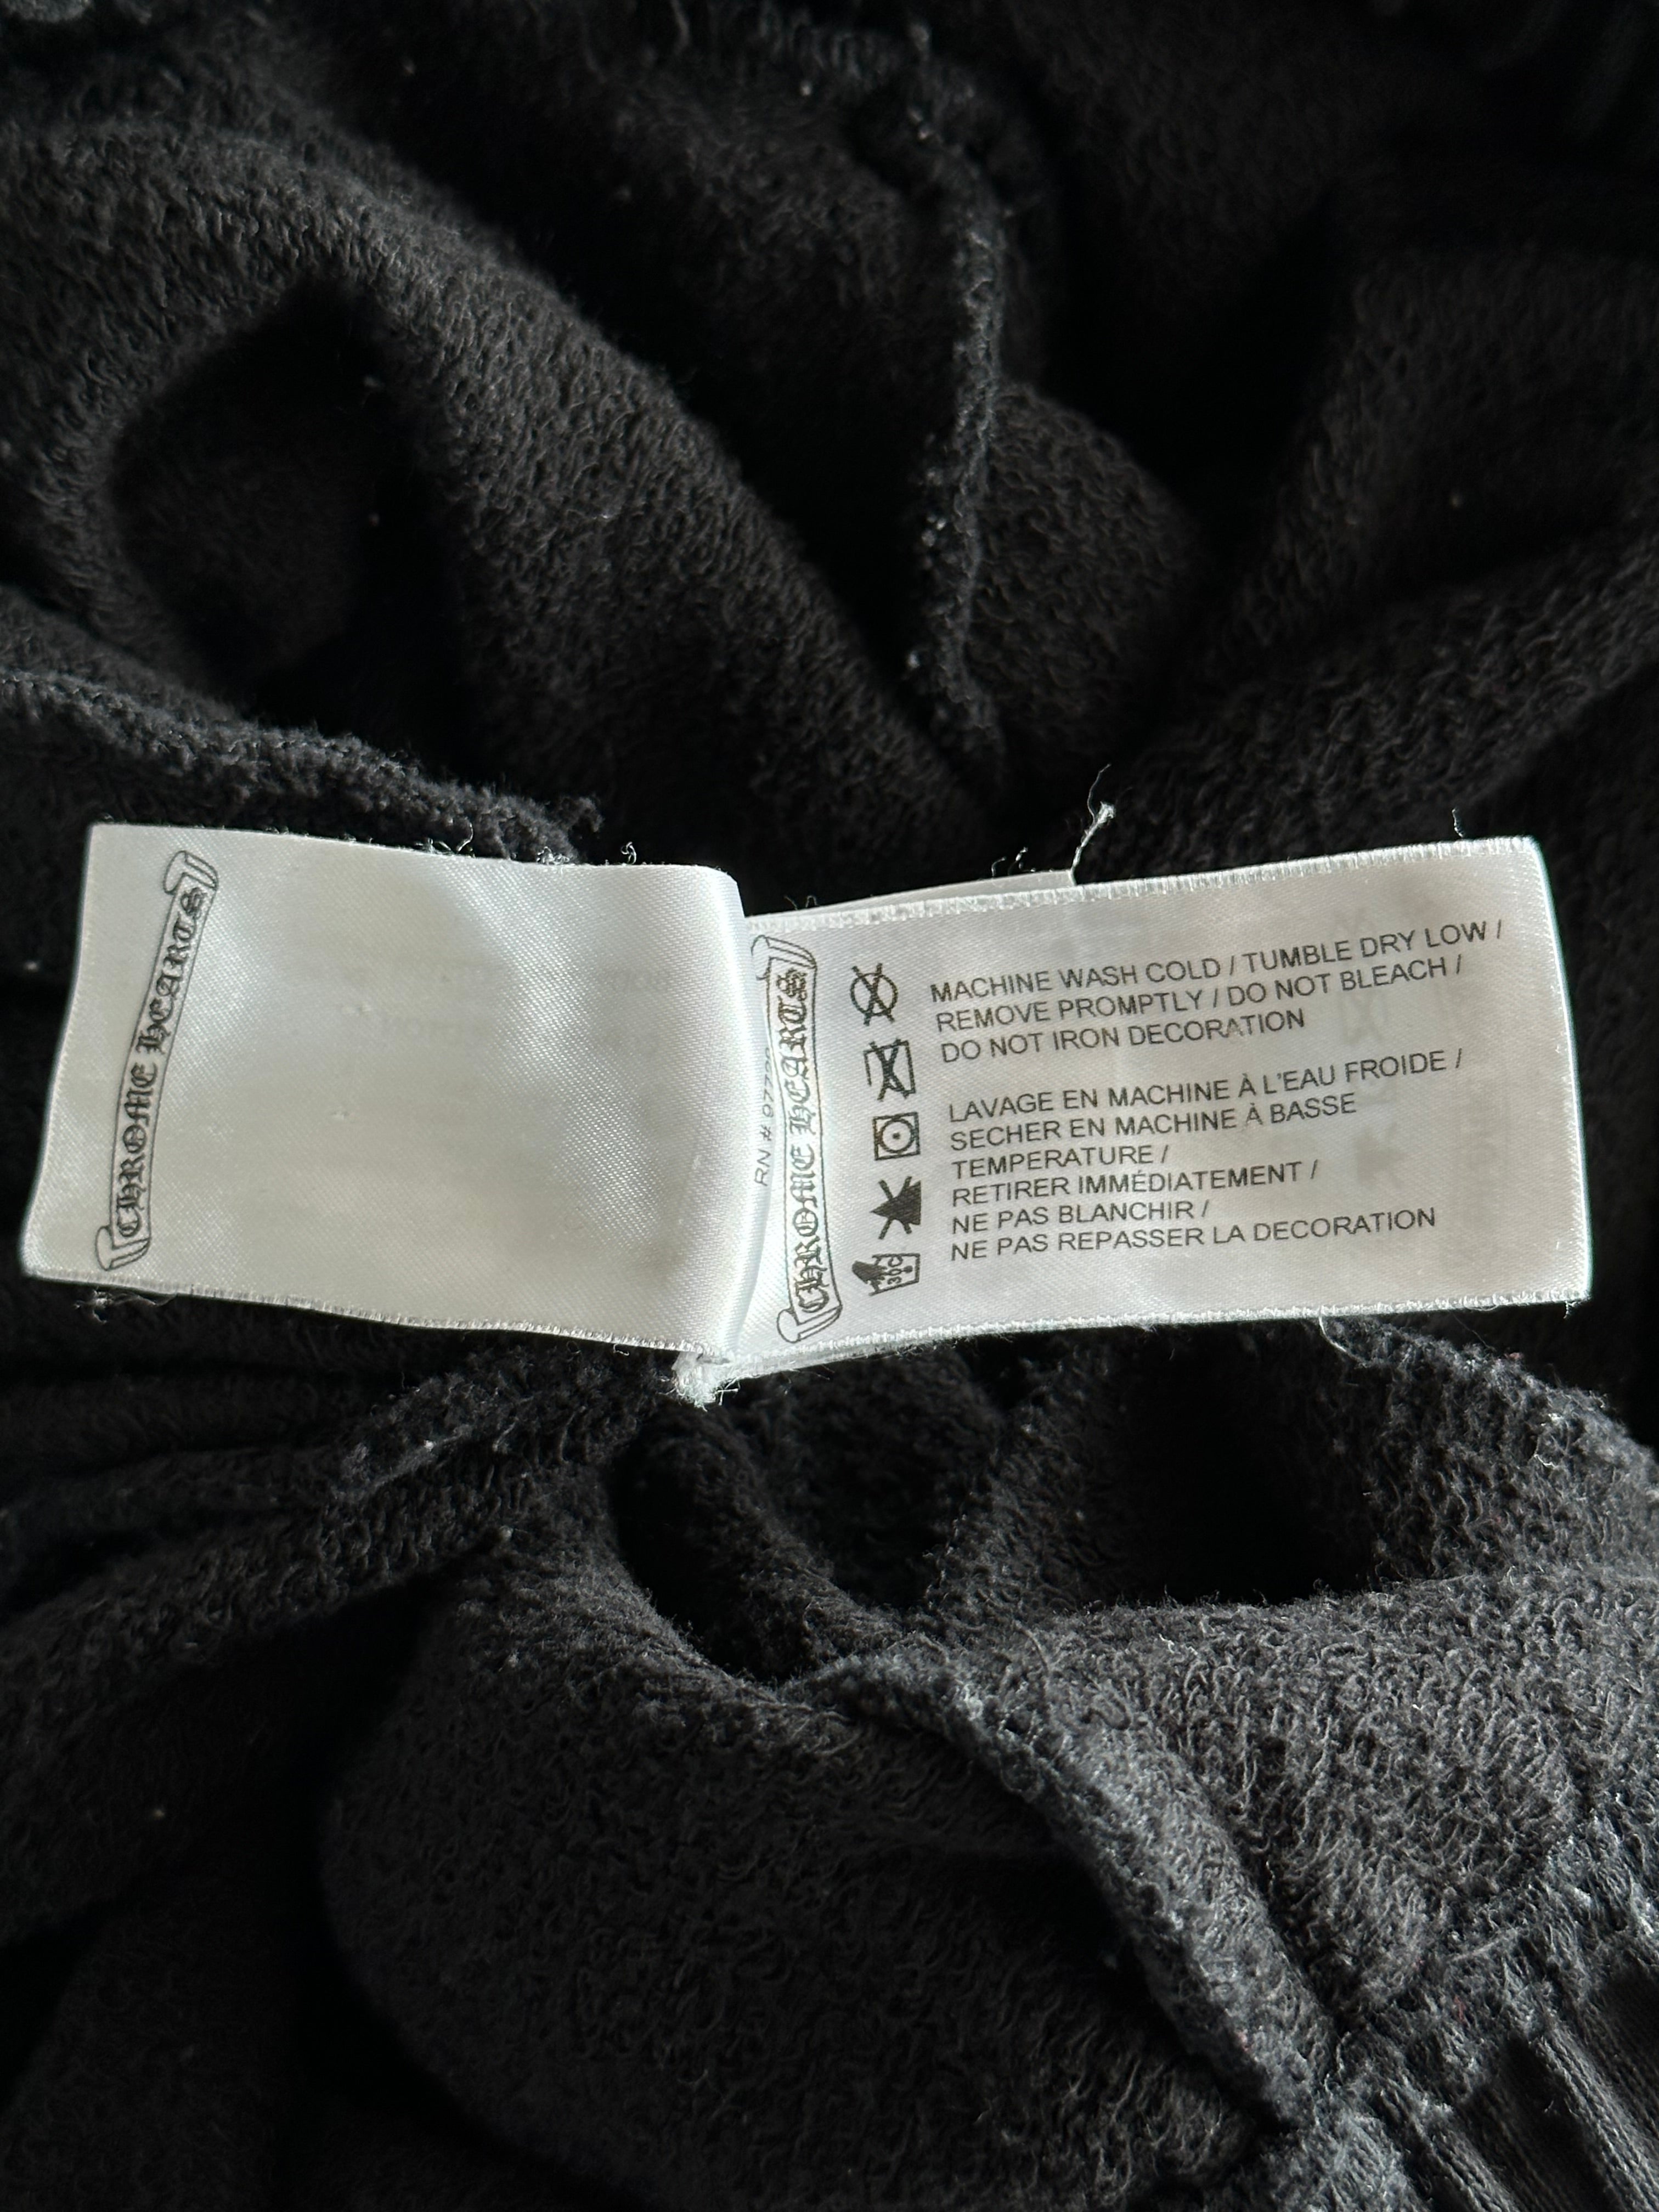 CHROME HEARTS
RN #
CHROME HEARTS
MACHINE WASH COLD / TUMBLE DRY LOW /
REMOVE PROMPTLY / DO NOT BLEACH /
DO NOT IRON DECORATION
LAVAGE EN MACHINE À L'EAU FROIDE /
SECHER EN MACHINE À BASSE
TEMPERATURE /
RETIRER IMMÉDIATEMENT /
NE PAS BLANCHIR /
NE PAS REPASSER LA DECORATION
30C